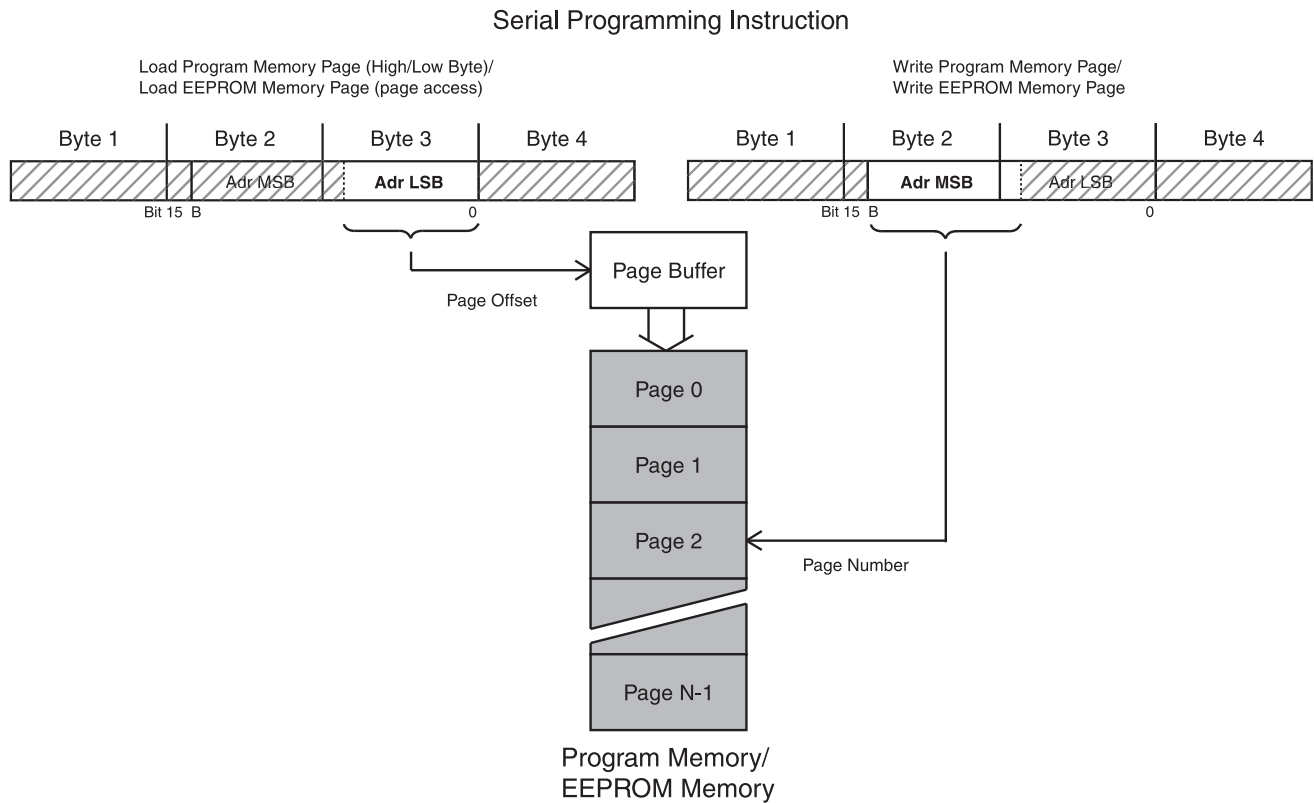 Serial Programming Instruction
Load Program Memory Page (High/Low Byte)/
Load EEPROM Memory Page (page access)
Write Program Memory Page/
Write EEPROM Memory Page
Byte 1 Byte 2 Byte 3 Byte 4
Byte 1 Byte 2 Byte 3 Byte 4
Adr MSB Adr LSB
Adr MSB Adr LSB
Bit 15 B 0
Bit 15 B 0
Page Buffer
Page Offset
Page 0
Page 1
Page 2
Page Number
Page N-1
Program Memory/
EEPROM Memory